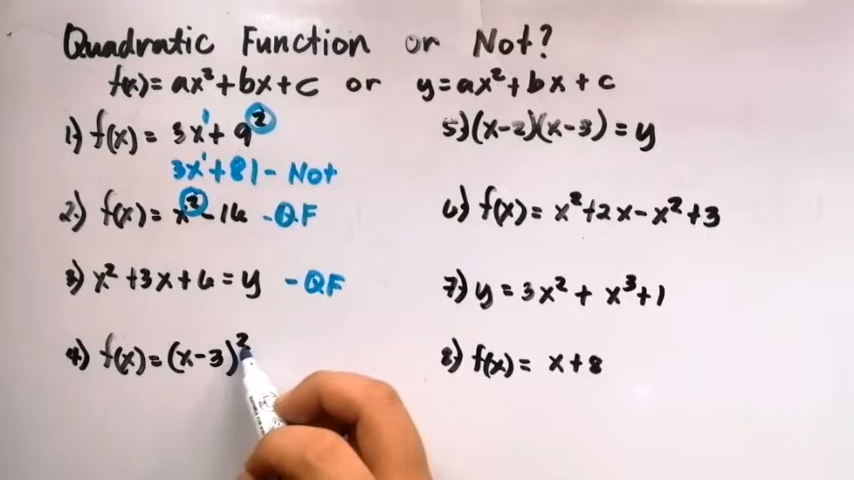 Quadratic Function or Not?
f(x) = ax² + bx + c or y = ax² + bx + c
1.) f(x) = 3x¹ + 9²
3x¹ + 81 - Not
2.) f(x) = x² - 16 - QF
3.) x² + 3x + 6 = y - QF
4.) f(x) = (x-3)²
5.) (x-2)(x-3) = y
6.) f(x) = x² + 2x - x² + 3
7.) y = 3x² + x³ + 1
8.) f(x) = x + 8